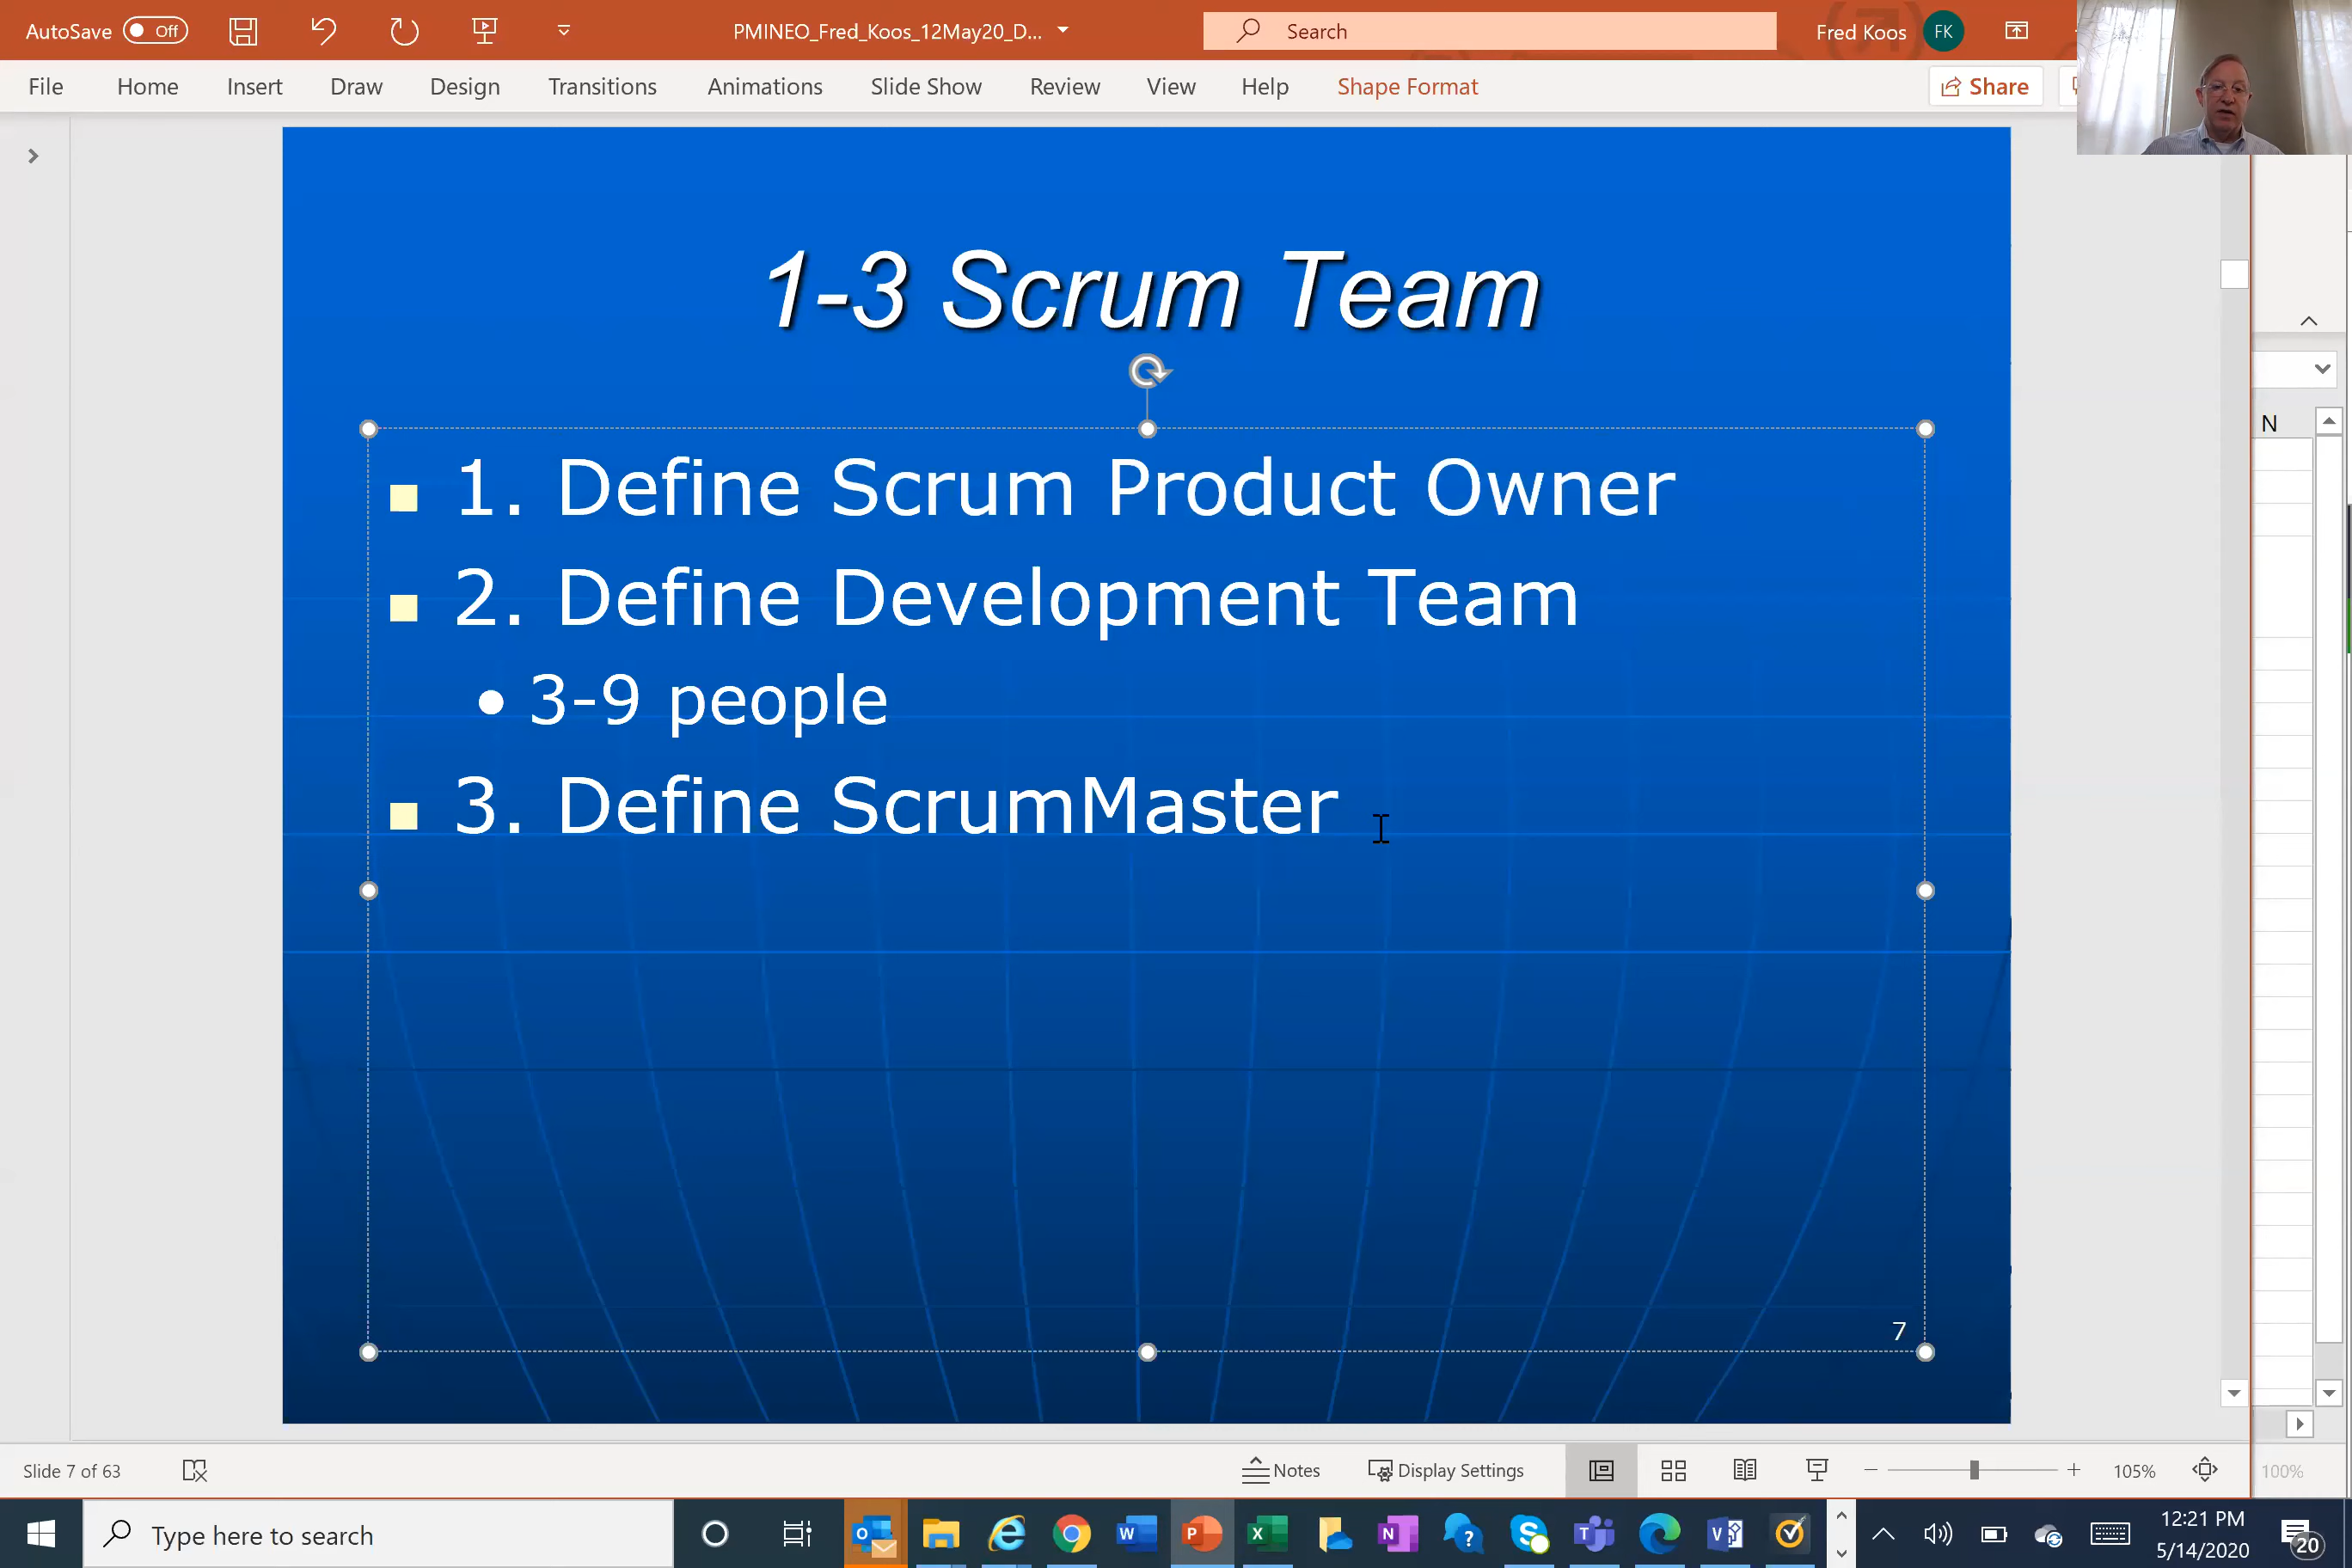 AutoSave Off PMINEO_Fred_Koos_12May20_D... Search Fred Koos FK
File Home Insert Draw Design Transitions Animations Slide Show Review View Help Shape Format Share
1-3 Scrum Team
1. Define Scrum Product Owner
2. Define Development Team
• 3-9 people
3. Define ScrumMaster
7
N
Slide 7 of 63 Notes Display Settings 105% 100%
Type here to search
12:21 PM
5/14/2020
20